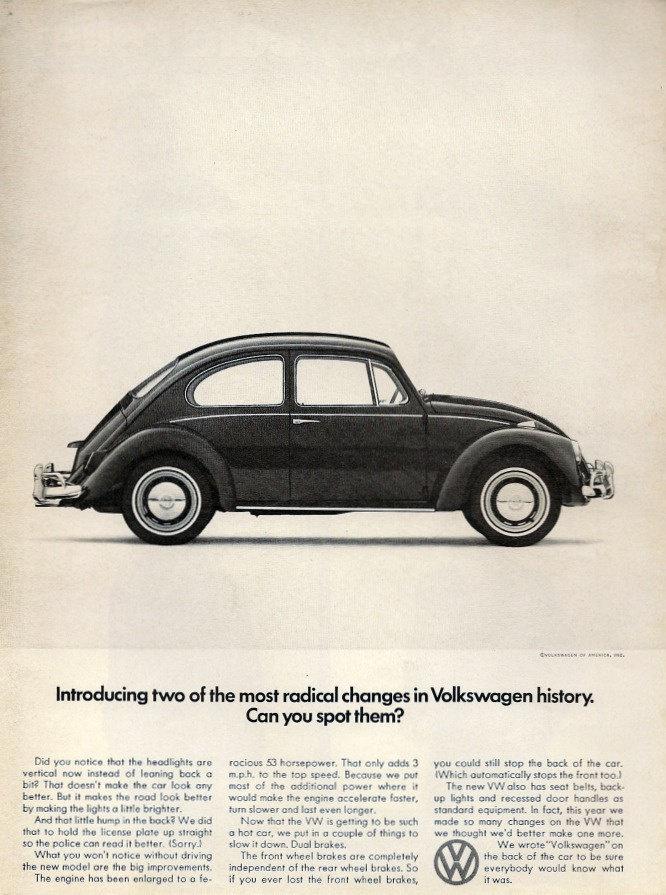 ©VOLKSWAGEN OF AMERICA, INC.
Introducing two of the most radical changes in Volkswagen history.
Can you spot them?
Did you notice that the headlights are
vertical now instead of leaning back a
bit? That doesn't make the car look any
better. But it makes the road look better
by making the lights a little brighter.
And that little hump in the back? We did
that to hold the license plate up straight
so the police can read it better. (Sorry.)
What you won't notice without driving
the new model are the big improvements.
The engine has been enlarged to a fe-
rocious 53 horsepower. That only adds 3
m.p.h. to the top speed. Because we put
most of the additional power where it
would make the engine accelerate faster,
turn slower and last even longer.
Now that the VW is getting to be such
a hot car, we put in a couple of things to
slow it down. Dual brakes.
The front wheel brakes are completely
independent of the rear wheel brakes. So
if you ever lost the front wheel brakes,
you could still stop the back of the car.
(Which automatically stops the front too.)
The new VW also has seat belts, back-
up lights and recessed door handles as
standard equipment. In fact, this year we
made so many changes on the VW that
we thought we'd better make one more.
We wrote "Volkswagen" on
the back of the car to be sure
everybody would know what
it was.
VW